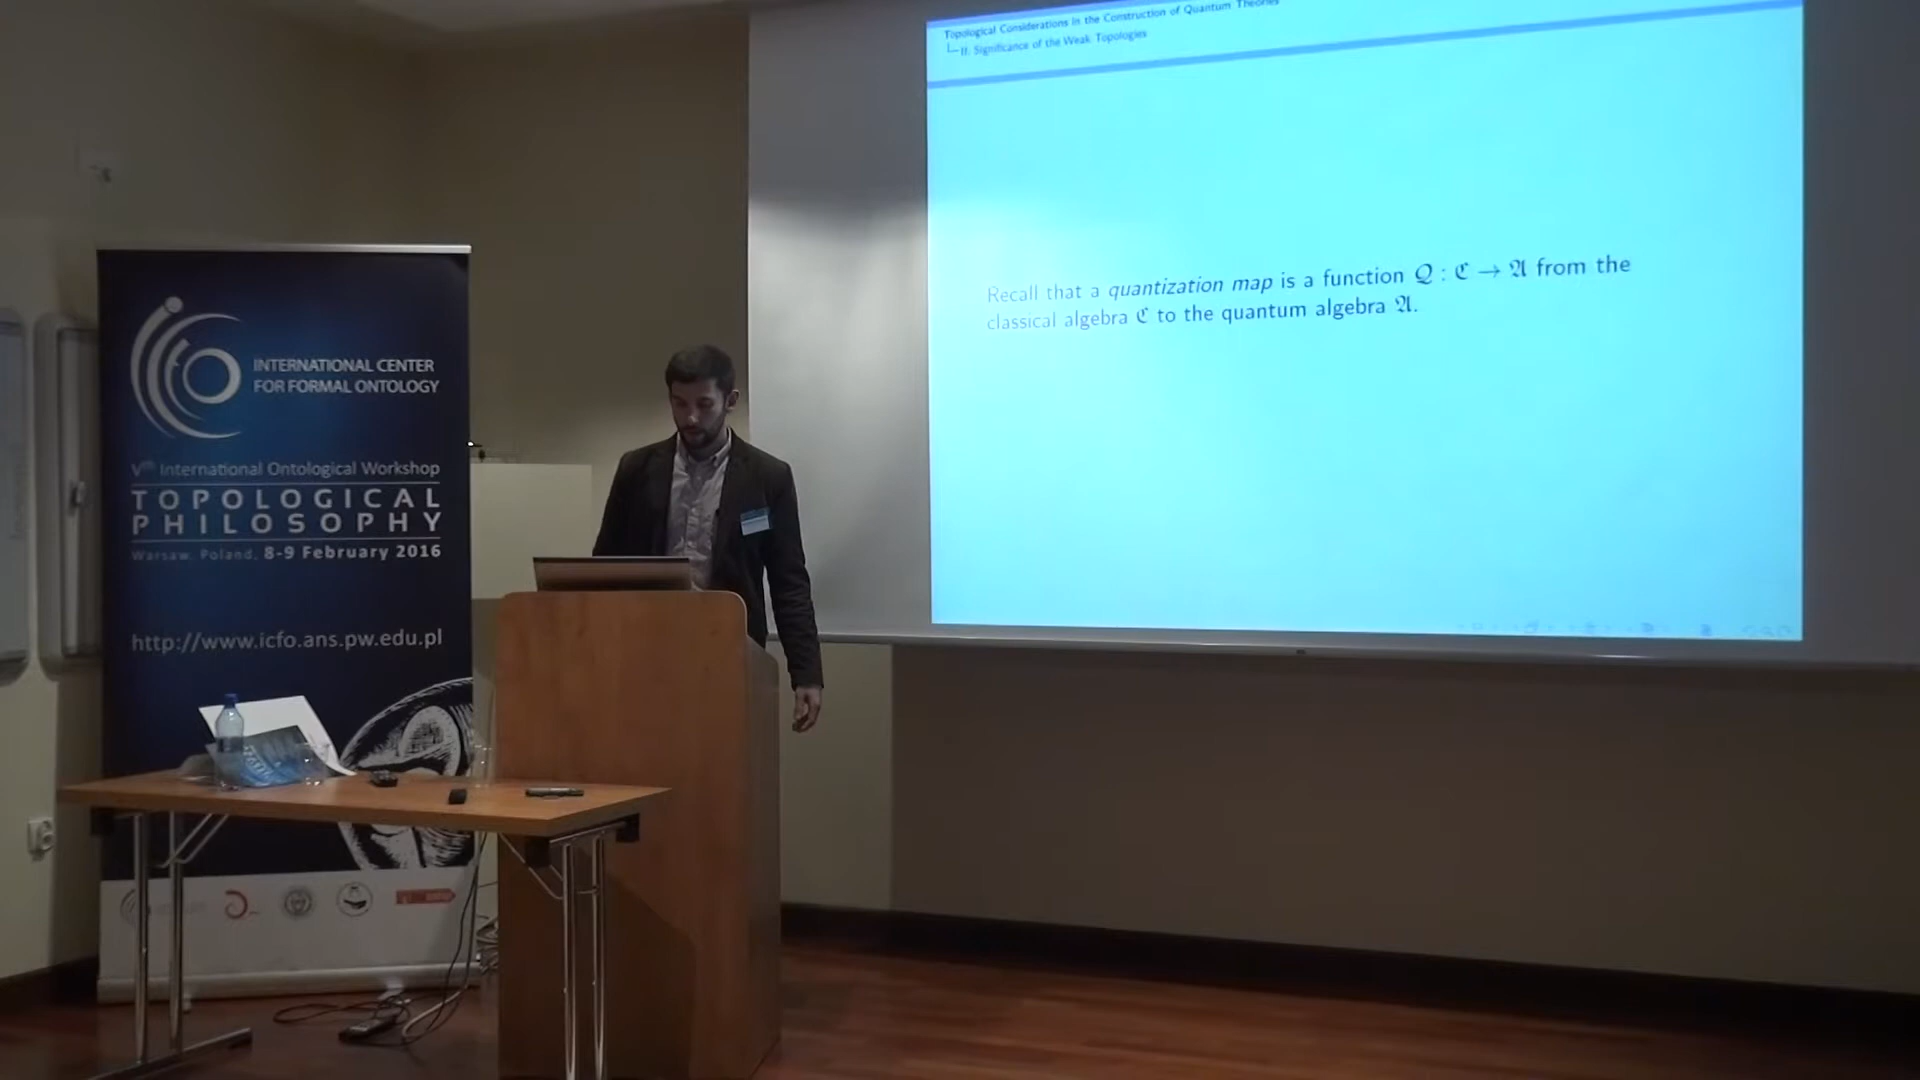 Topological Considerations in the Construction of Quantum Theories
II. Significance of the Weak Topologies
Recall that a quantization map is a function 𝒬 : ℭ → 𝔄 from the
classical algebra ℭ to the quantum algebra 𝔄.
INTERNATIONAL CENTER
FOR FORMAL ONTOLOGY
Vth International Ontological Workshop
TOPOLOGICAL
PHILOSOPHY
Warsaw, Poland, 8-9 February 2016
http://www.icfo.ans.pw.edu.pl